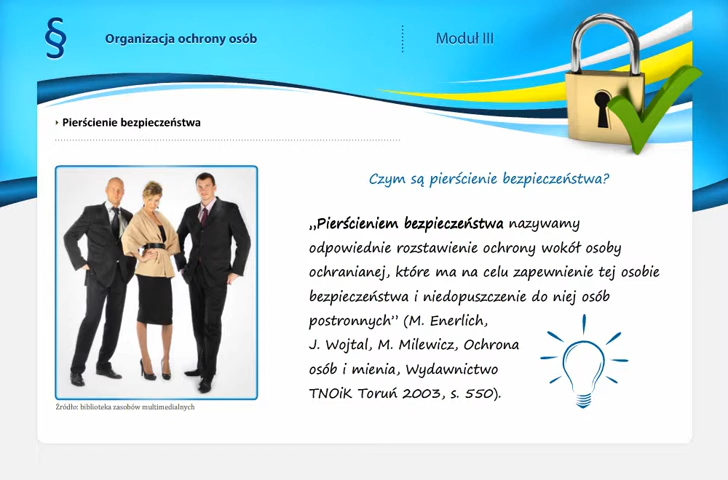 §
Organizacja ochrony osób
Moduł III
Pierścienie bezpieczeństwa
Czym są pierścienie bezpieczeństwa?
„Pierścieniem bezpieczeństwa nazywamy
odpowiednie rozstawienie ochrony wokół osoby
ochranianej, które ma na celu zapewnienie tej osobie
bezpieczeństwa i niedopuszczenie do niej osób
postronnych” (M. Enerlich,
J. Wojtal, M. Milewicz, Ochrona
osób i mienia, Wydawnictwo
TNOiK Toruń 2003, s. 550).
Źródło: biblioteka zasobów multimedialnych